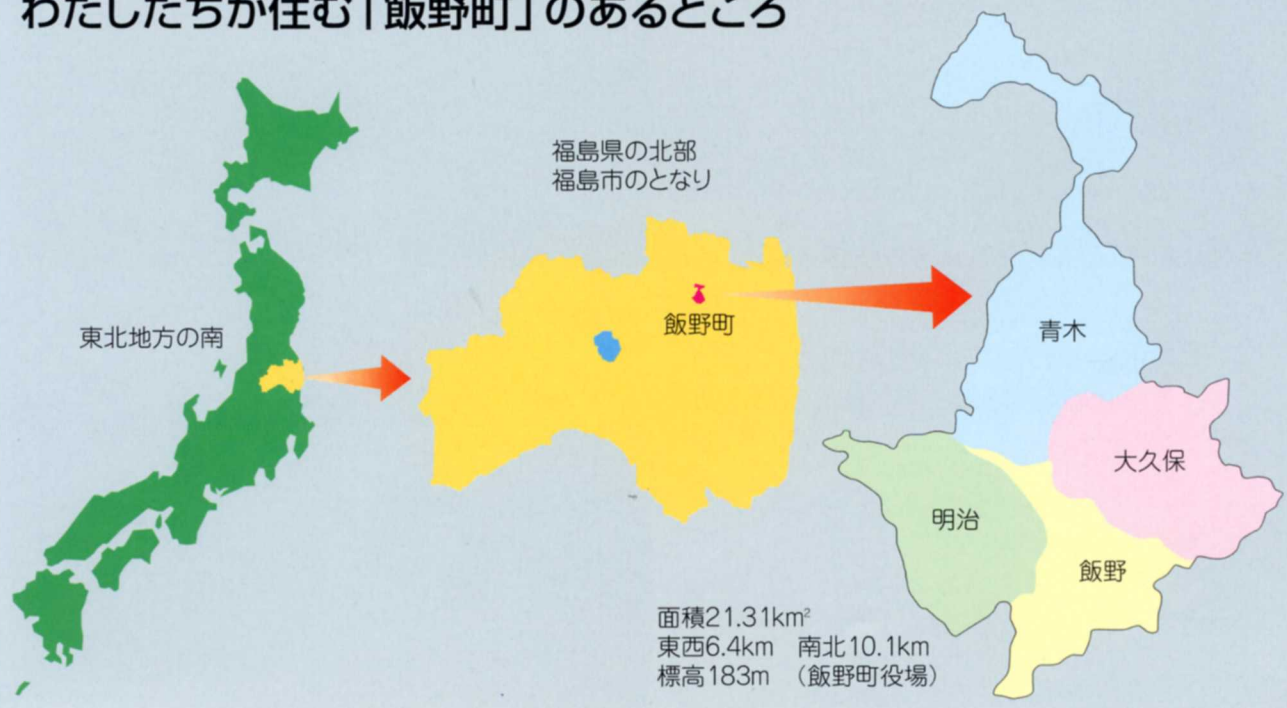 わたしたちが住む「飯野町」のあるところ
福島県の北部
福島市のとなり
東北地方の南
飯野町
青木
大久保
明治
飯野
面積21.31km²
東西6.4km 南北10.1km
標高183m （飯野町役場）